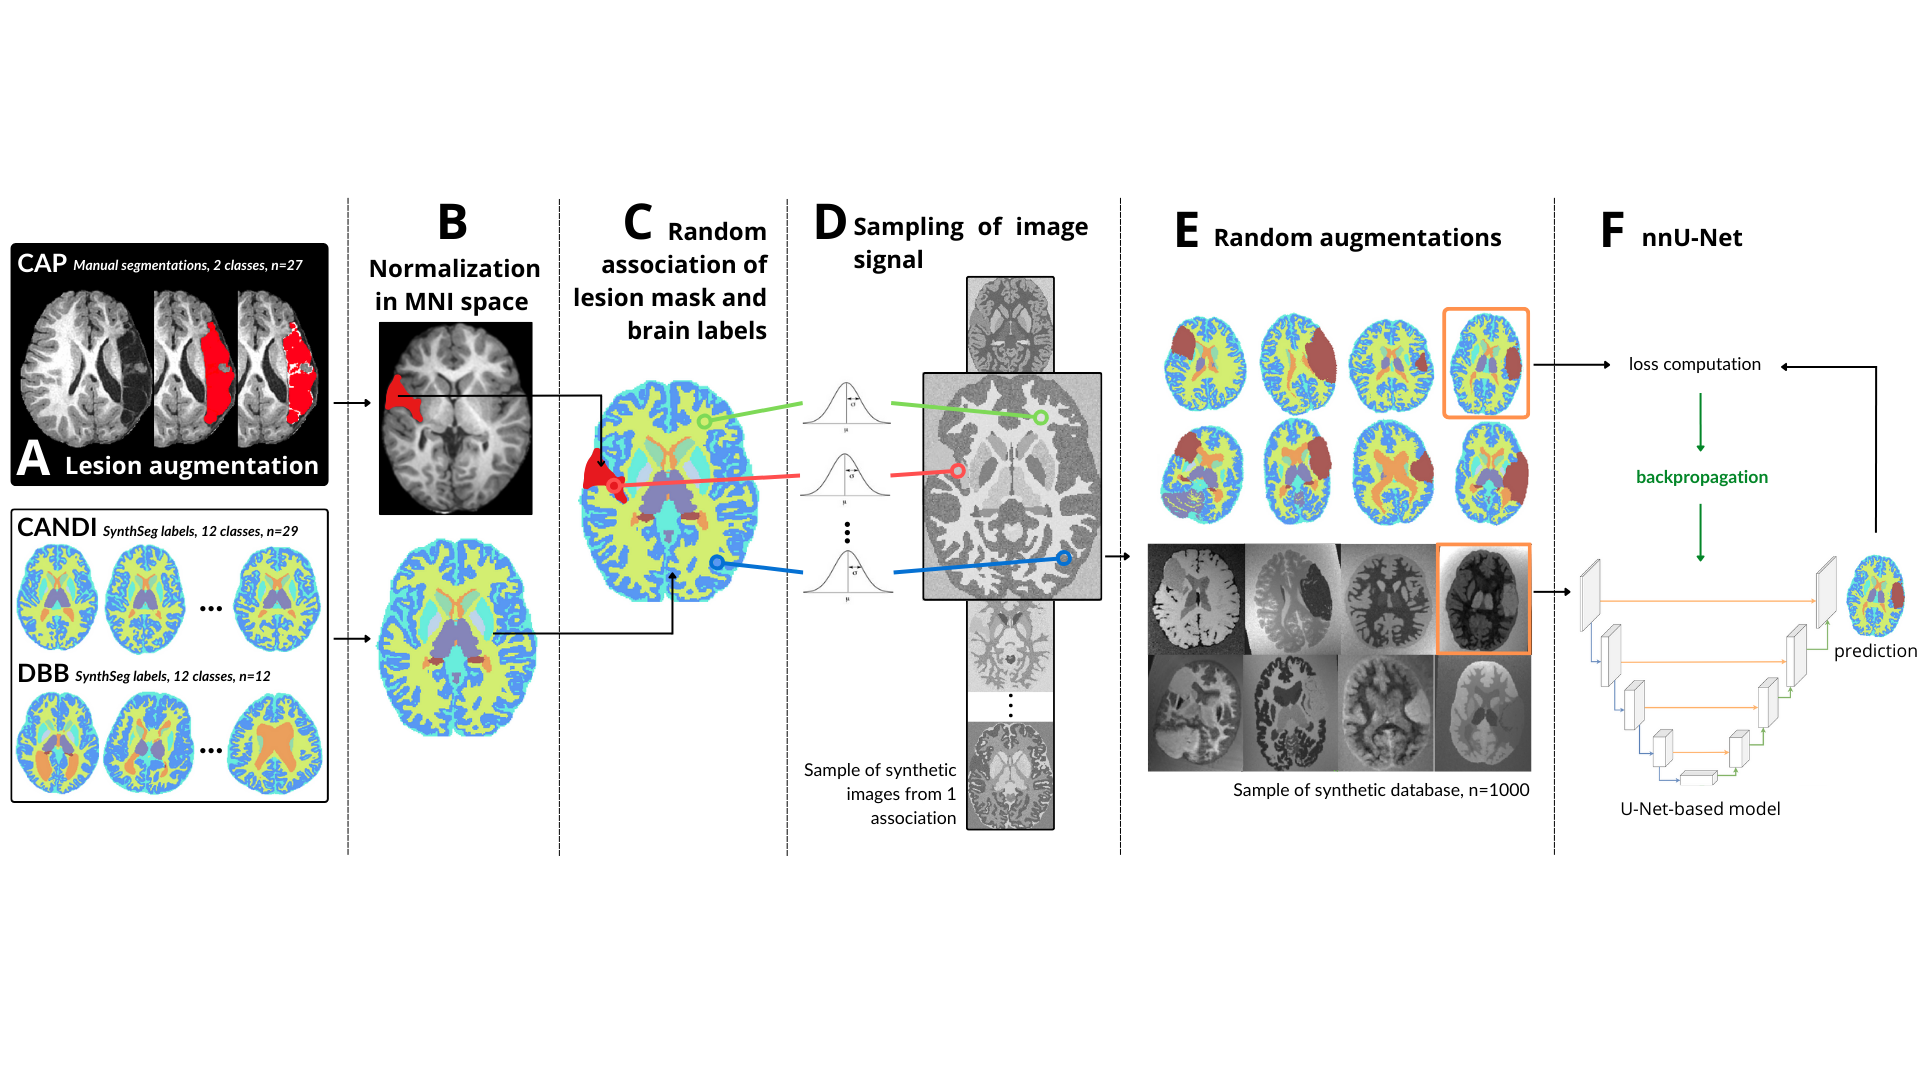 CAP Manual segmentations, 2 classes, n=27
A Lesion augmentation
CANDI SynthSeg labels, 12 classes, n=29
...
DBB SynthSeg labels, 12 classes, n=12
...
B
Normalization
in MNI space
C Random
association of
lesion mask and
brain labels
D Sampling of image
signal
σ
μ
σ
μ
σ
μ
Sample of synthetic
images from 1
association
E Random augmentations
Sample of synthetic database, n=1000
F nnU-Net
loss computation
backpropagation
prediction
U-Net-based model